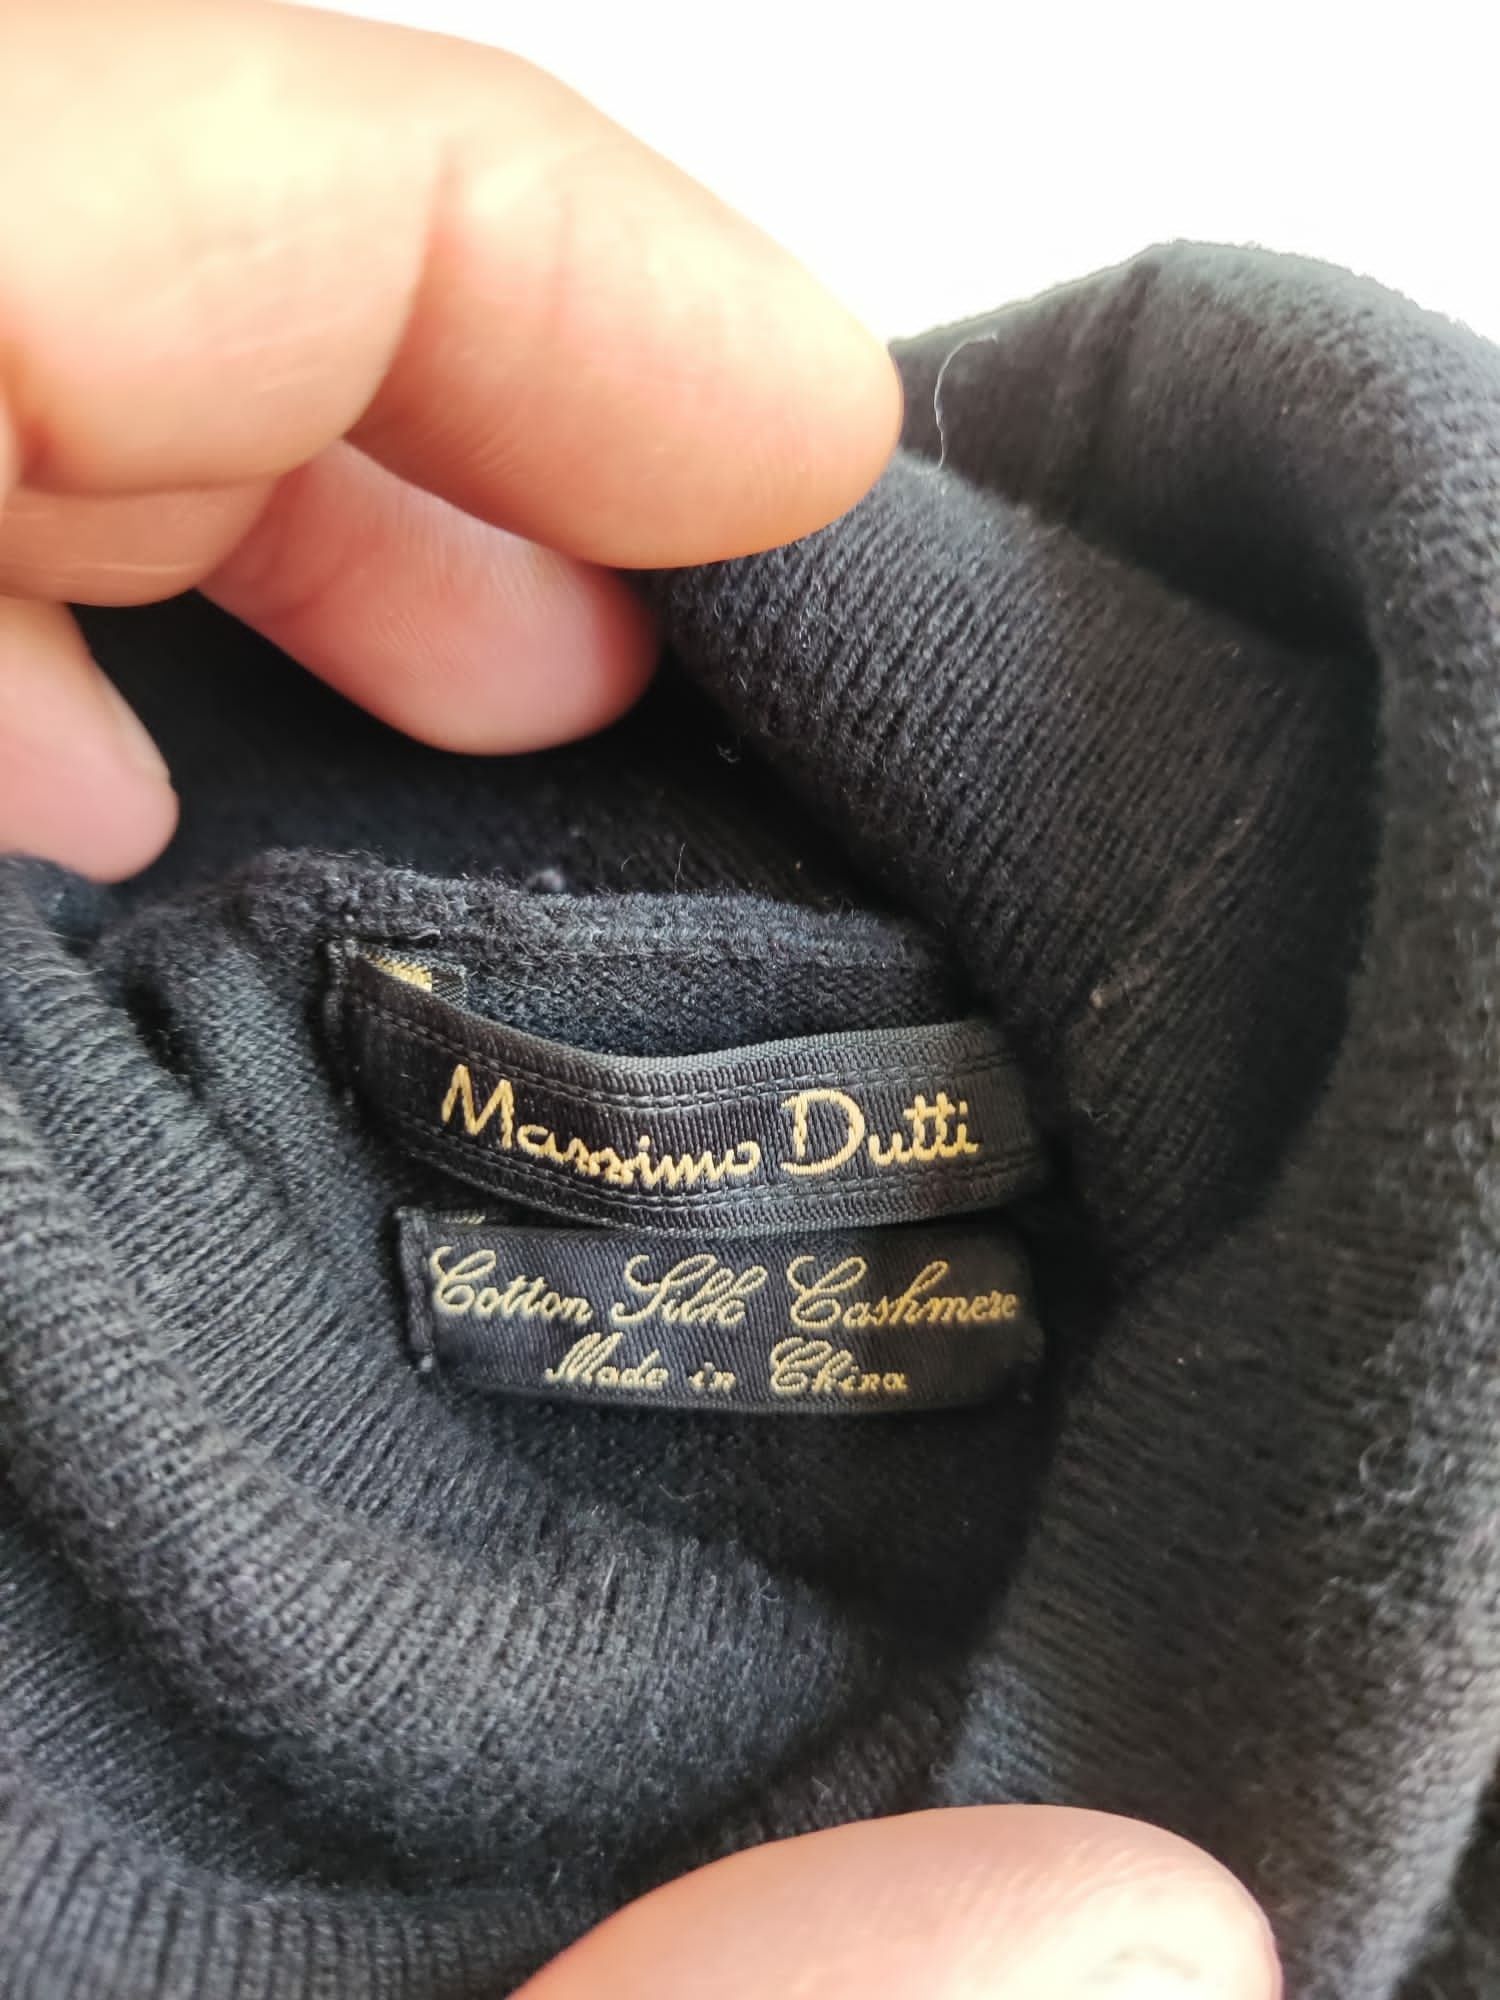 Massimo Dutti
Cotton Silk Cashmere
Made in China